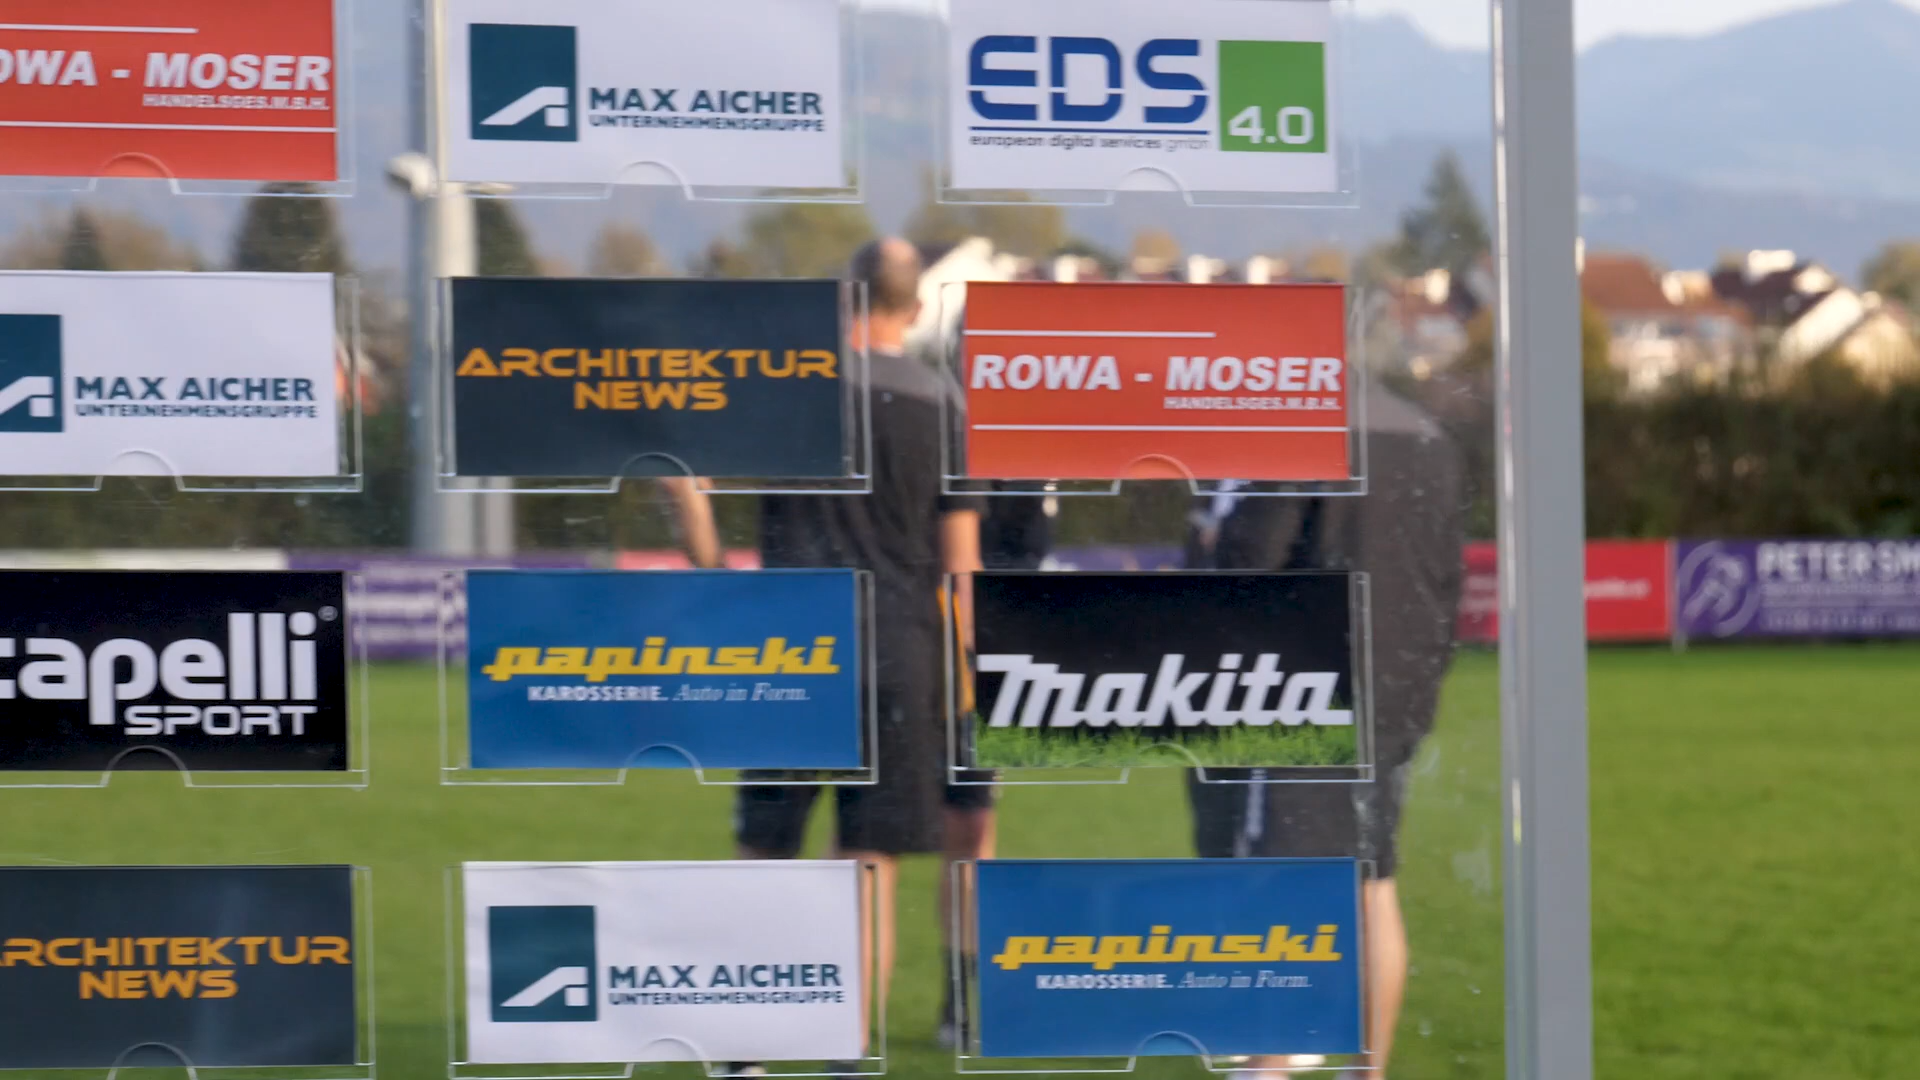 OWA - MOSER
HANDELSGES.M.B.H.
MAX AICHER
UNTERNEHMENSGRUPPE
EDS
4.0
european digital services gmbh
MAX AICHER
UNTERNEHMENSGRUPPE
ARCHITEKTUR
NEWS
ROWA - MOSER
HANDELSGES.M.B.H.
capelli
SPORT
papinski
KAROSSERIE. Auto in Form.
makita
PETERSH
ARCHITEKTUR
NEWS
MAX AICHER
UNTERNEHMENSGRUPPE
papinski
KAROSSERIE. Auto in Form.